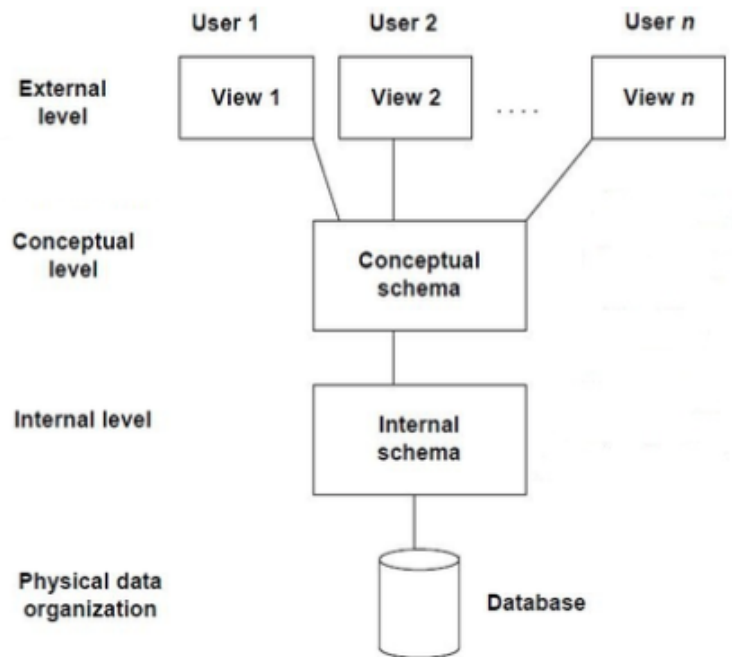 User 1 User 2 User n
External
level
View 1 View 2 .... View n
Conceptual
level
Conceptual
schema
Internal level
Internal
schema
Physical data
organization
Database